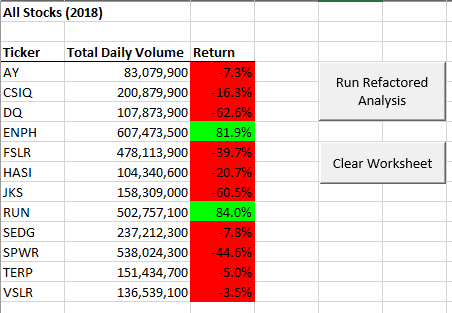 All Stocks (2018)
Ticker Total Daily Volume Return
AY 83,079,900 -7.3%
CSIQ 200,879,900 -16.3%
DQ 107,873,900 -62.6%
ENPH 607,473,500 81.9%
FSLR 478,113,900 -39.7%
HASI 104,340,600 -20.7%
JKS 158,309,000 -60.5%
RUN 502,757,100 84.0%
SEDG 237,212,300 -7.8%
SPWR 538,024,300 -44.6%
TERP 151,434,700 -5.0%
VSLR 136,539,100 -3.5%
Run Refactored
Analysis
Clear Worksheet